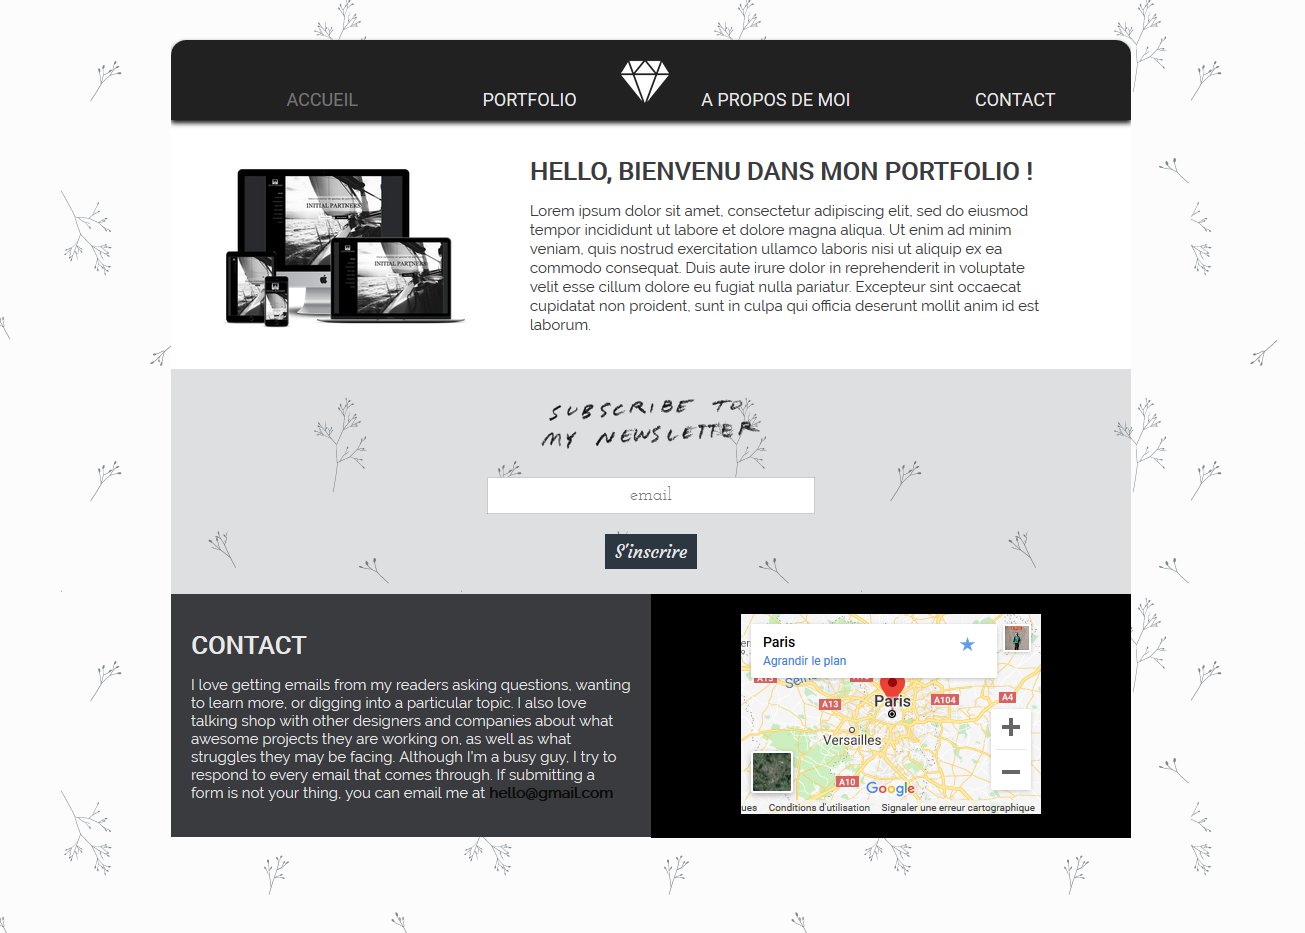 ACCUEIL PORTFOLIO A PROPOS DE MOI CONTACT
HELLO, BIENVENU DANS MON PORTFOLIO !
Lorem ipsum dolor sit amet, consectetur adipiscing elit, sed do eiusmod
tempor incididunt ut labore et dolore magna aliqua. Ut enim ad minim
veniam, quis nostrud exercitation ullamco laboris nisi ut aliquip ex ea
commodo consequat. Duis aute irure dolor in reprehenderit in voluptate
velit esse cillum dolore eu fugiat nulla pariatur. Excepteur sint occaecat
cupidatat non proident, sunt in culpa qui officia deserunt mollit anim id est
laborum.
INITIAL PARTNERS
INITIAL PARTNERS
SUBSCRIBE TO
MY NEWSLETTER
email
S'inscrire
CONTACT
I love getting emails from my readers asking questions, wanting
to learn more, or digging into a particular topic. I also love
talking shop with other designers and companies about what
awesome projects they are working on, as well as what
struggles they may be facing. Although I'm a busy guy, I try to
respond to every email that comes through. If submitting a
form is not your thing, you can email me at hello@gmail.com
Paris
Agrandir le plan
A13
A104
A4
Paris
Versailles
A10
Google
ues Conditions d'utilisation Signaler une erreur cartographique